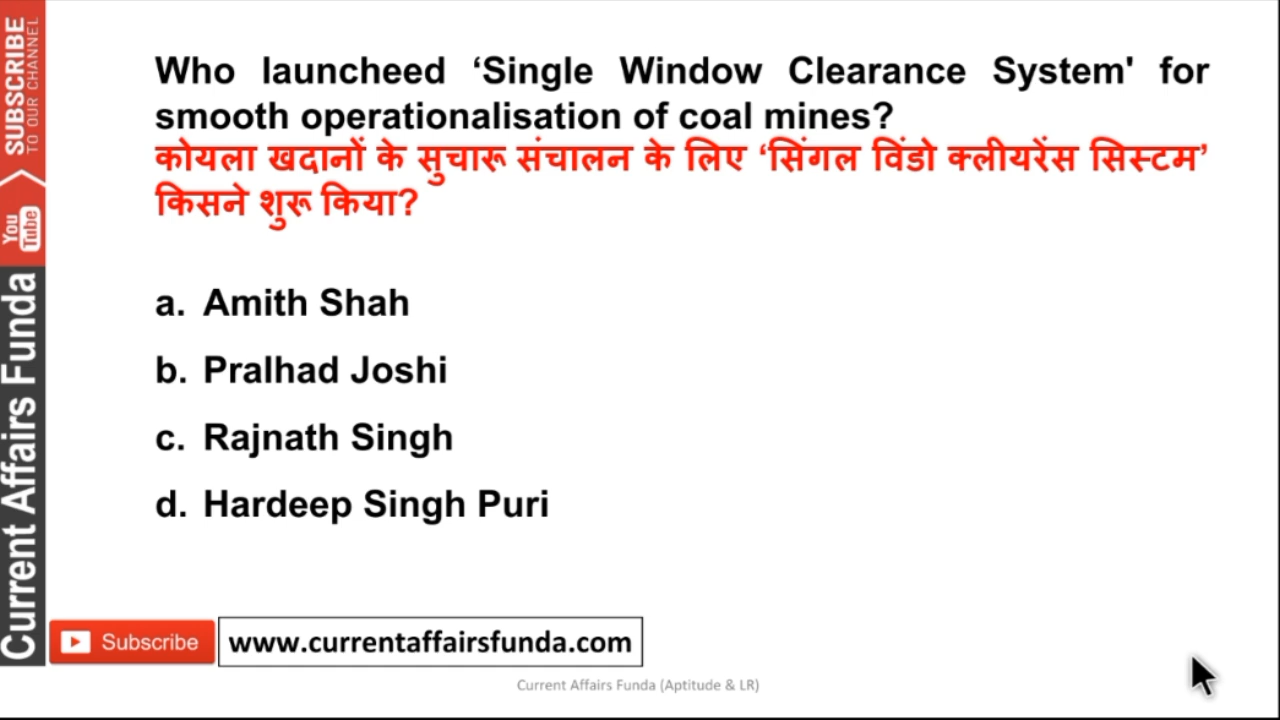 Who launcheed ‘Single Window Clearance System' for
smooth operationalisation of coal mines?
कोयला खदानों के सुचारू संचालन के लिए ‘सिंगल विंडो क्लीयरेंस सिस्टम’
किसने शुरू किया?
a. Amith Shah
b. Pralhad Joshi
c. Rajnath Singh
d. Hardeep Singh Puri
SUBSCRIBE
TO OUR CHANNEL
You
Tube
Current Affairs Funda
Subscribe
www.currentaffairsfunda.com
Current Affairs Funda (Aptitude & LR)